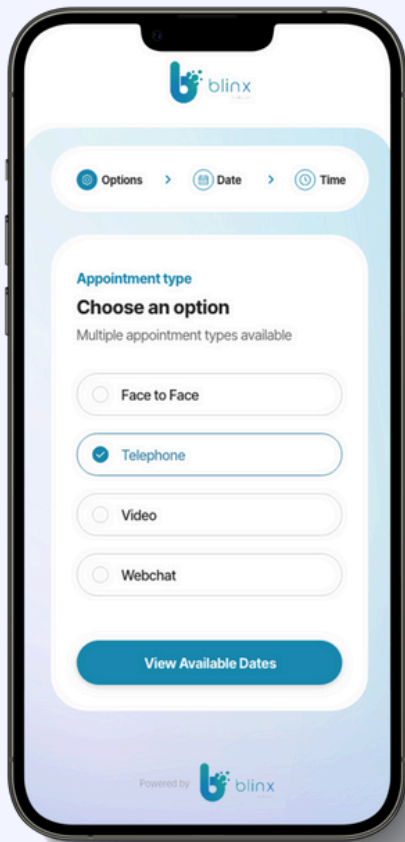 blinx
Options > Date > Time
Appointment type
Choose an option
Multiple appointment types available
Face to Face
Telephone
Video
Webchat
View Available Dates
Powered by blinx